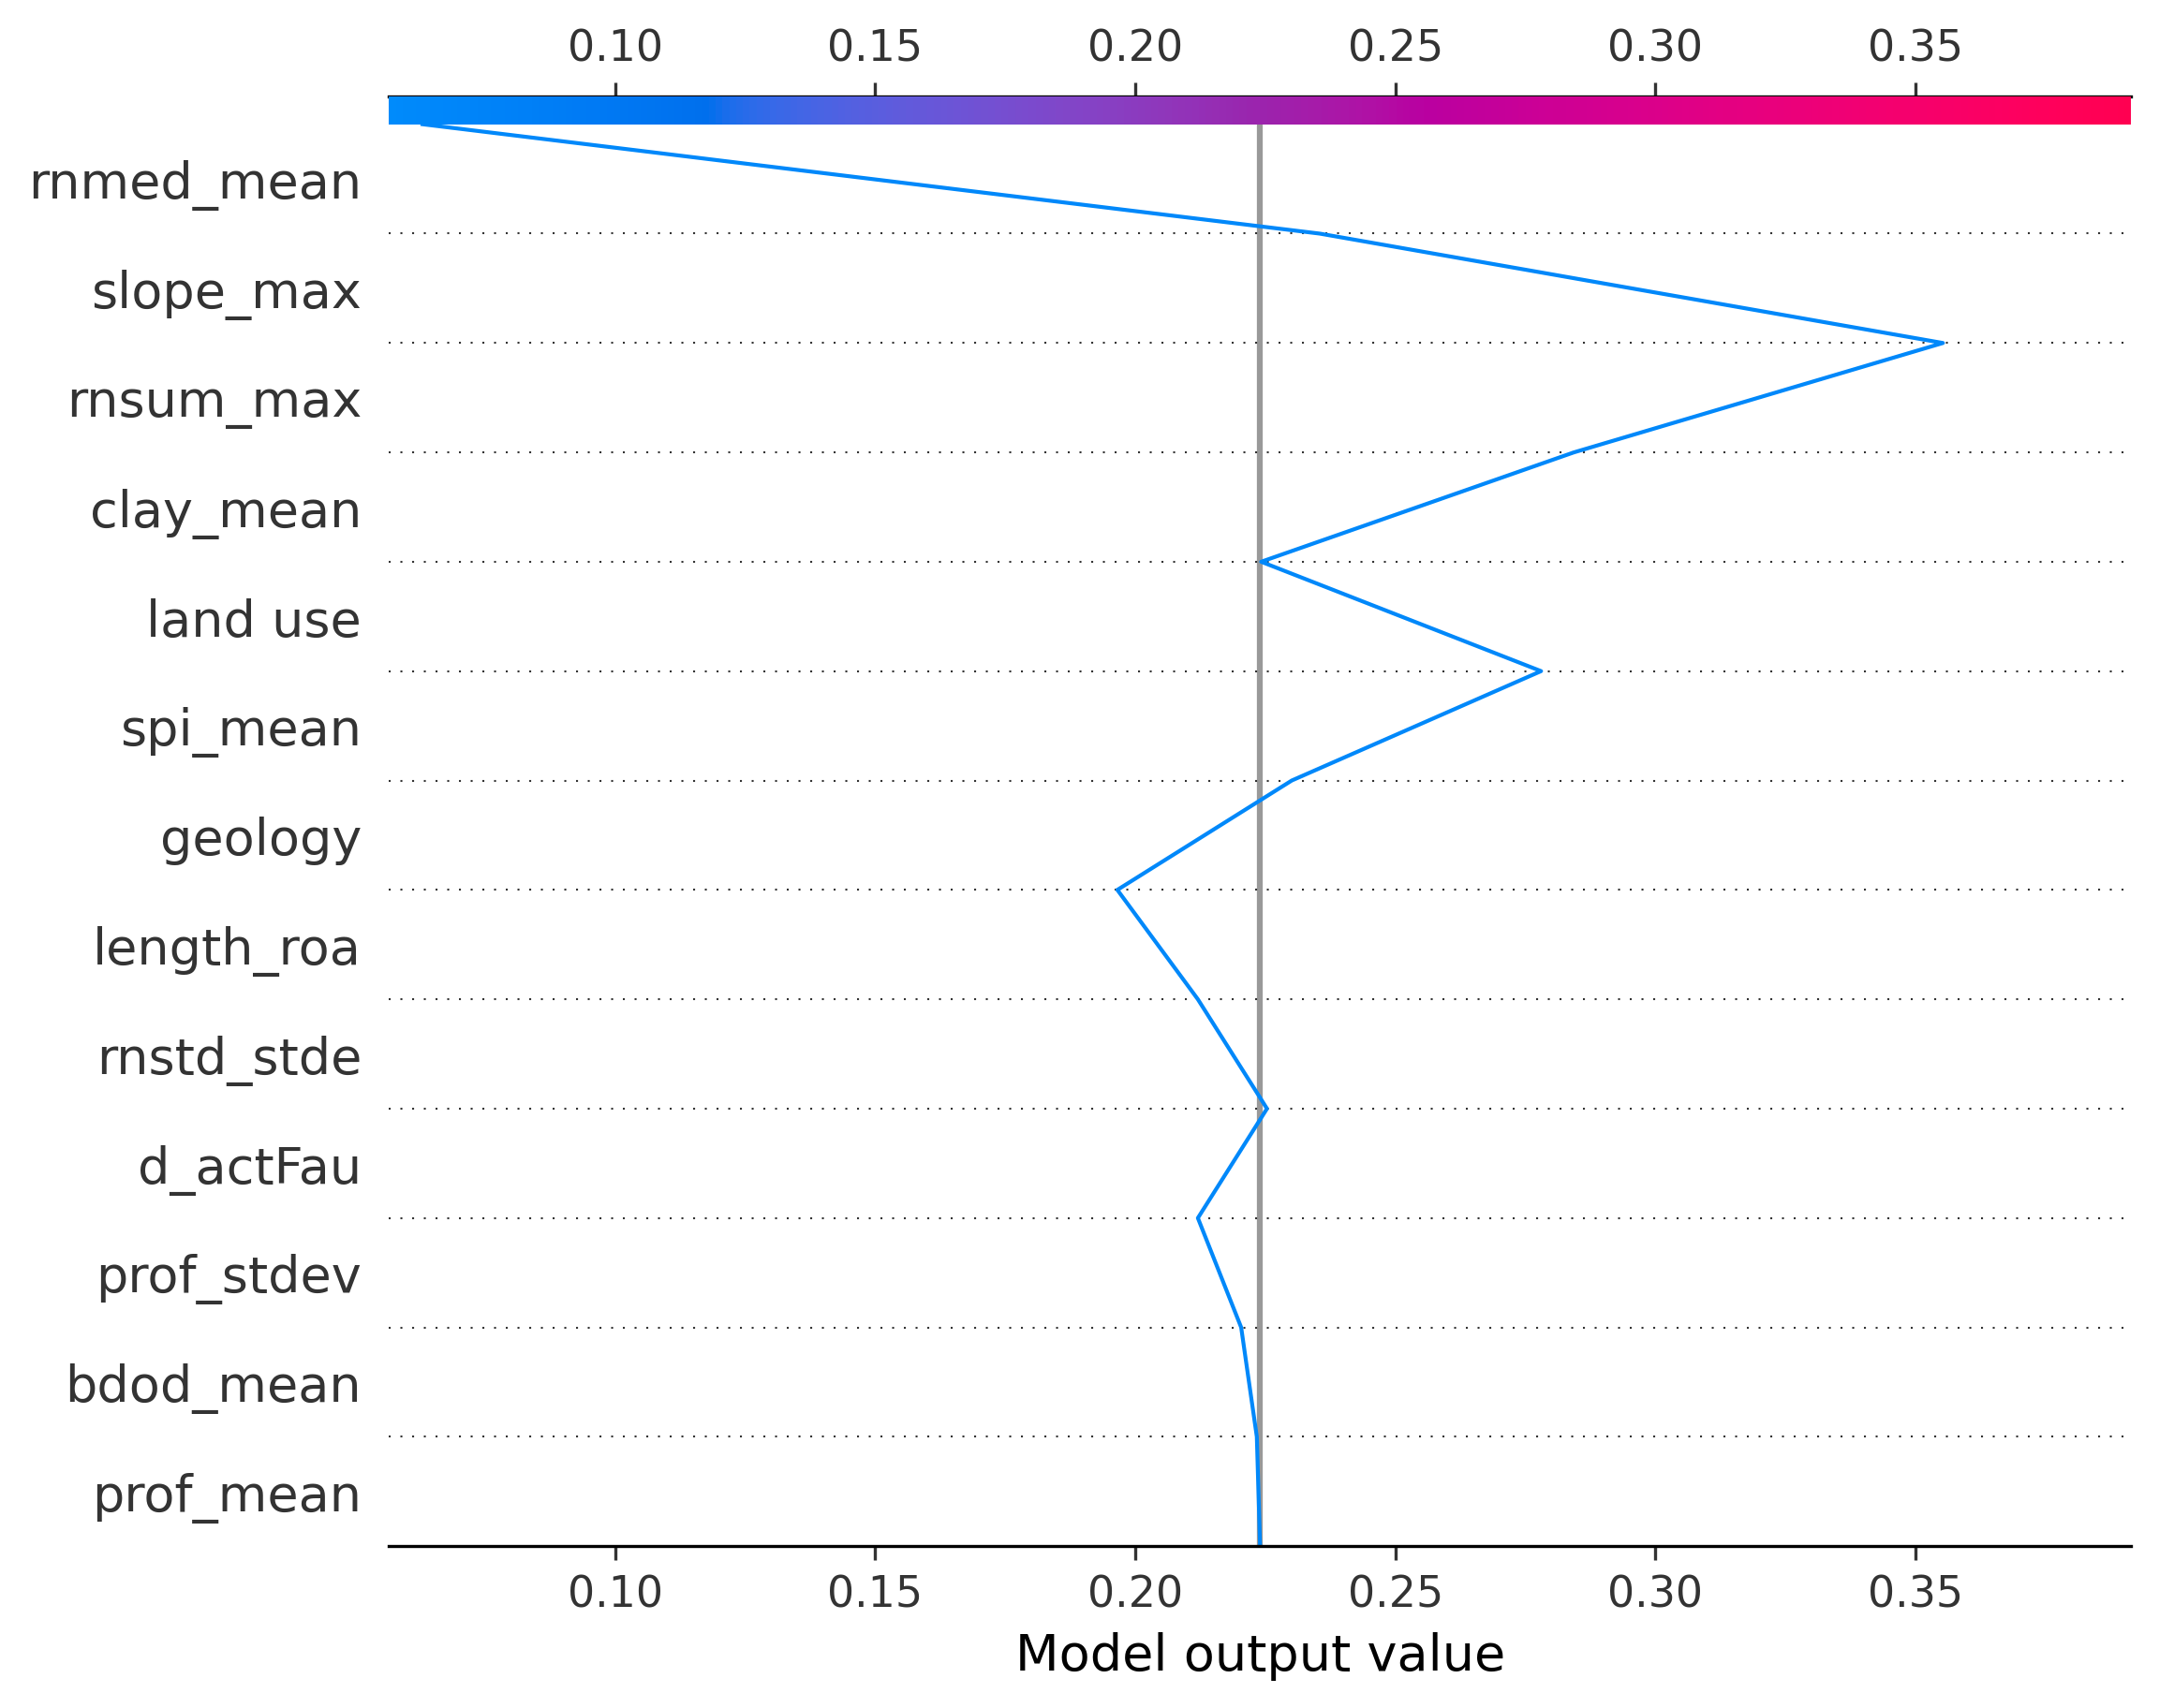 0.10 0.15 0.20 0.25 0.30 0.35
rnmed_mean
slope_max
rnsum_max
clay_mean
land use
spi_mean
geology
length_roa
rnstd_stde
d_actFau
prof_stdev
bdod_mean
prof_mean
0.10 0.15 0.20 0.25 0.30 0.35
Model output value